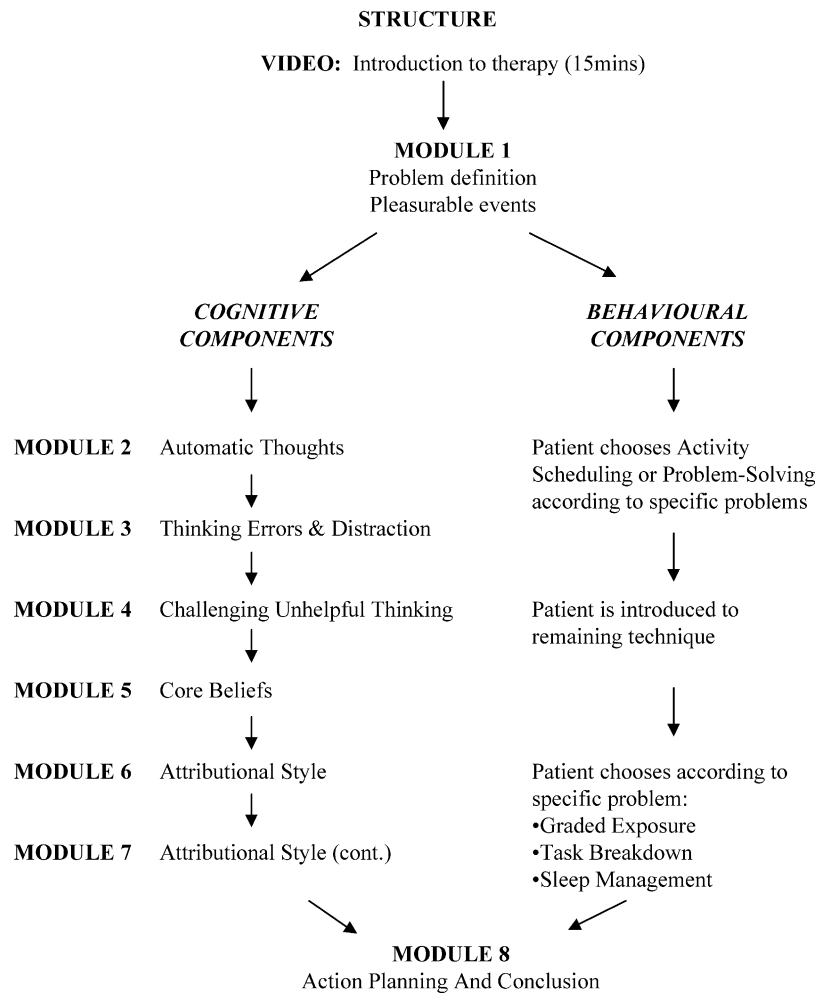 STRUCTURE
VIDEO: Introduction to therapy (15mins)
MODULE 1
Problem definition
Pleasurable events
COGNITIVE
COMPONENTS
BEHAVIOURAL
COMPONENTS
MODULE 2 Automatic Thoughts
MODULE 3 Thinking Errors & Distraction
MODULE 4 Challenging Unhelpful Thinking
MODULE 5 Core Beliefs
MODULE 6 Attributional Style
MODULE 7 Attributional Style (cont.)
Patient chooses Activity
Scheduling or Problem-Solving
according to specific problems
Patient is introduced to
remaining technique
Patient chooses according to
specific problem:
•Graded Exposure
•Task Breakdown
•Sleep Management
MODULE 8
Action Planning And Conclusion